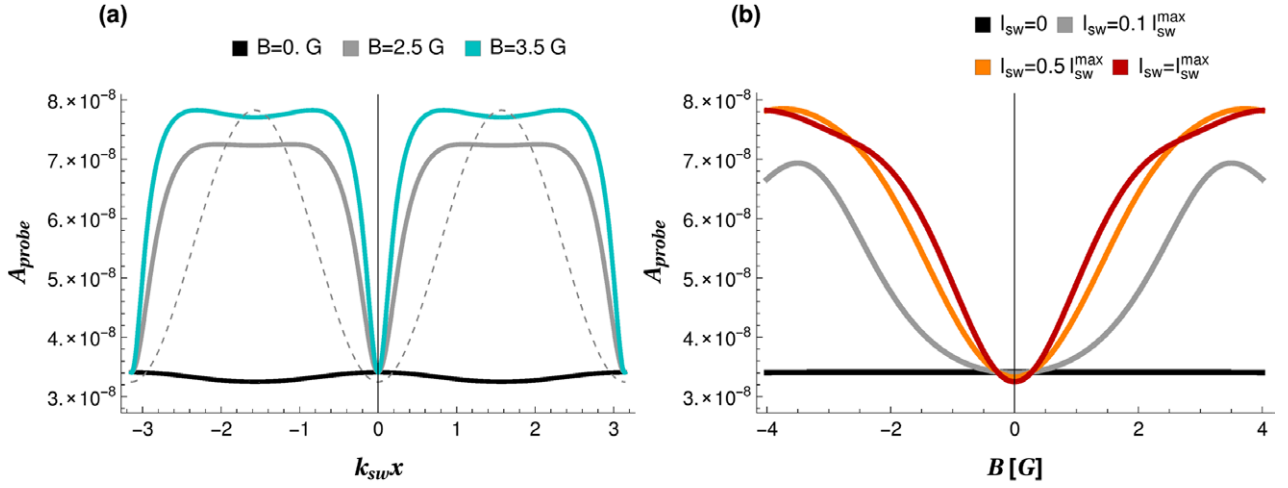 (a)
B=0. G B=2.5 G B=3.5 G
8.×10⁻⁸
7.×10⁻⁸
6.×10⁻⁸
5.×10⁻⁸
4.×10⁻⁸
3.×10⁻⁸
A_probe
−3 −2 −1 0 1 2 3
k_sw x
(b)
I_sw=0 I_sw=0.1 I_sw^max
I_sw=0.5 I_sw^max I_sw=I_sw^max
8.×10⁻⁸
7.×10⁻⁸
6.×10⁻⁸
5.×10⁻⁸
4.×10⁻⁸
3.×10⁻⁸
A_probe
−4 −2 0 2 4
B [G]